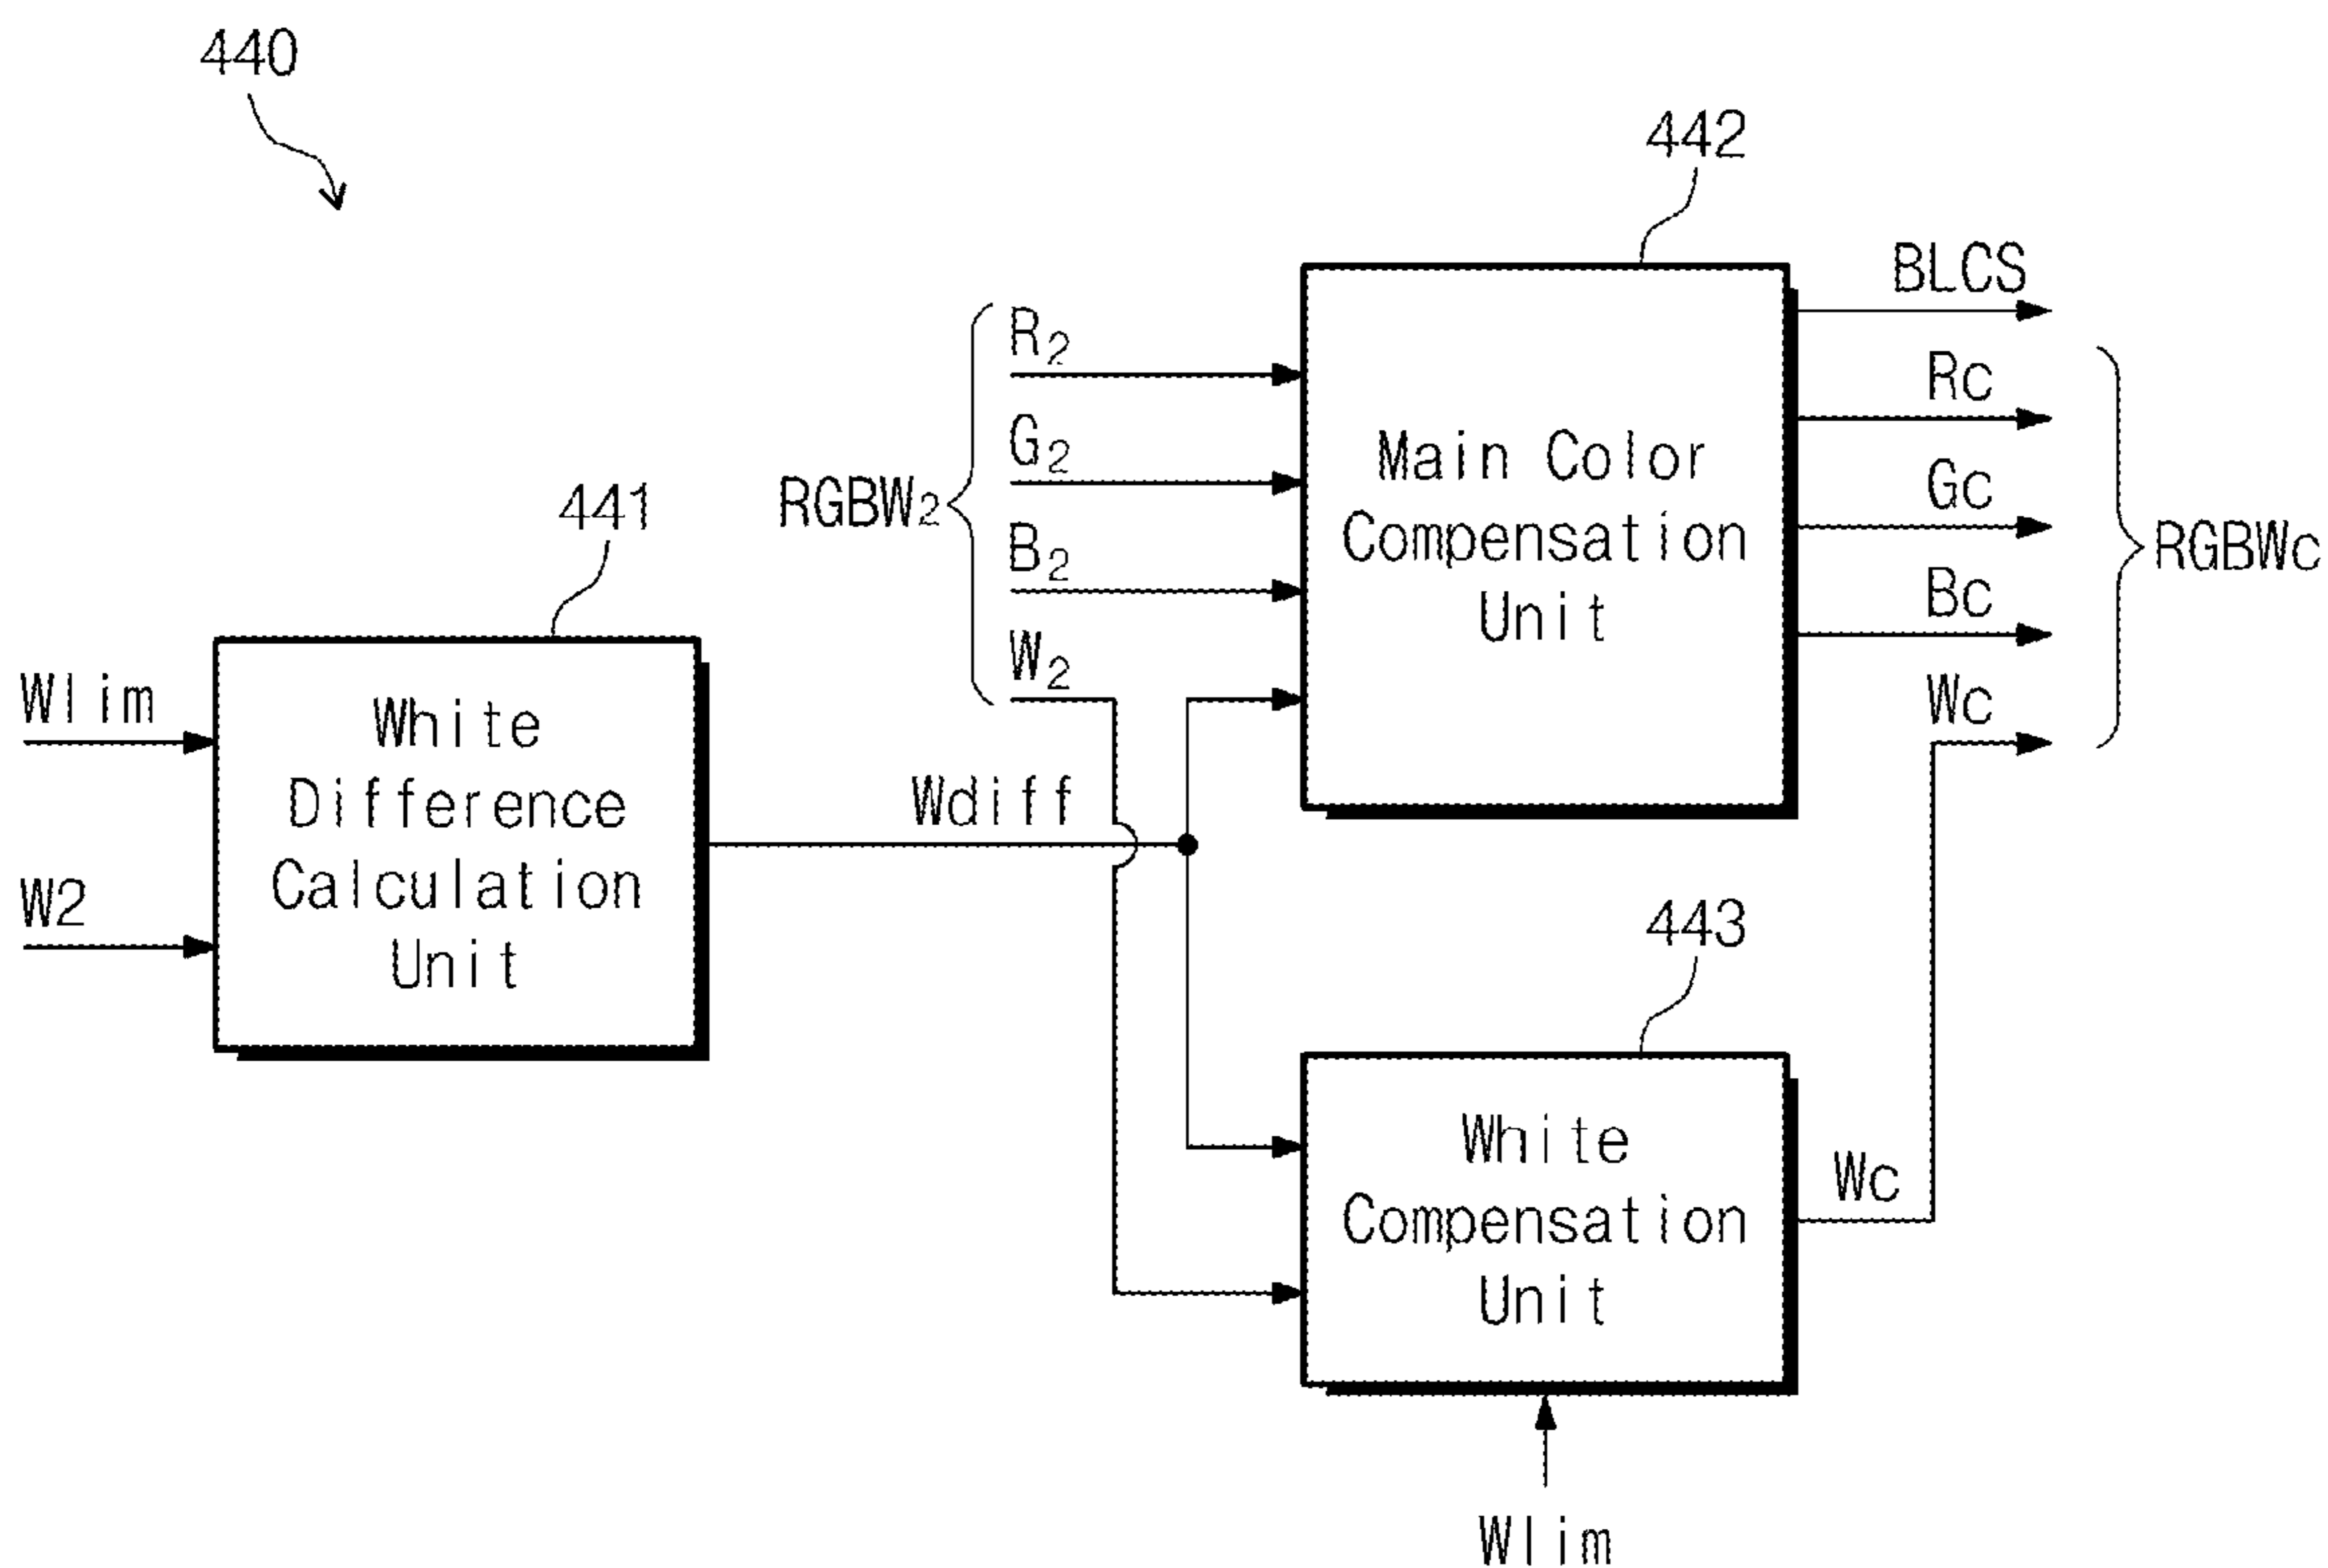 440
442
BLCS
R₂
Rc
G₂
Main Color
Compensation
Unit
Gc
RGBW₂
441
B₂
RGBWc
Bc
W₂
Wlim
White
Difference
Calculation
Unit
Wc
Wdiff
W2
443
White
Compensation
Unit
Wc
Wlim